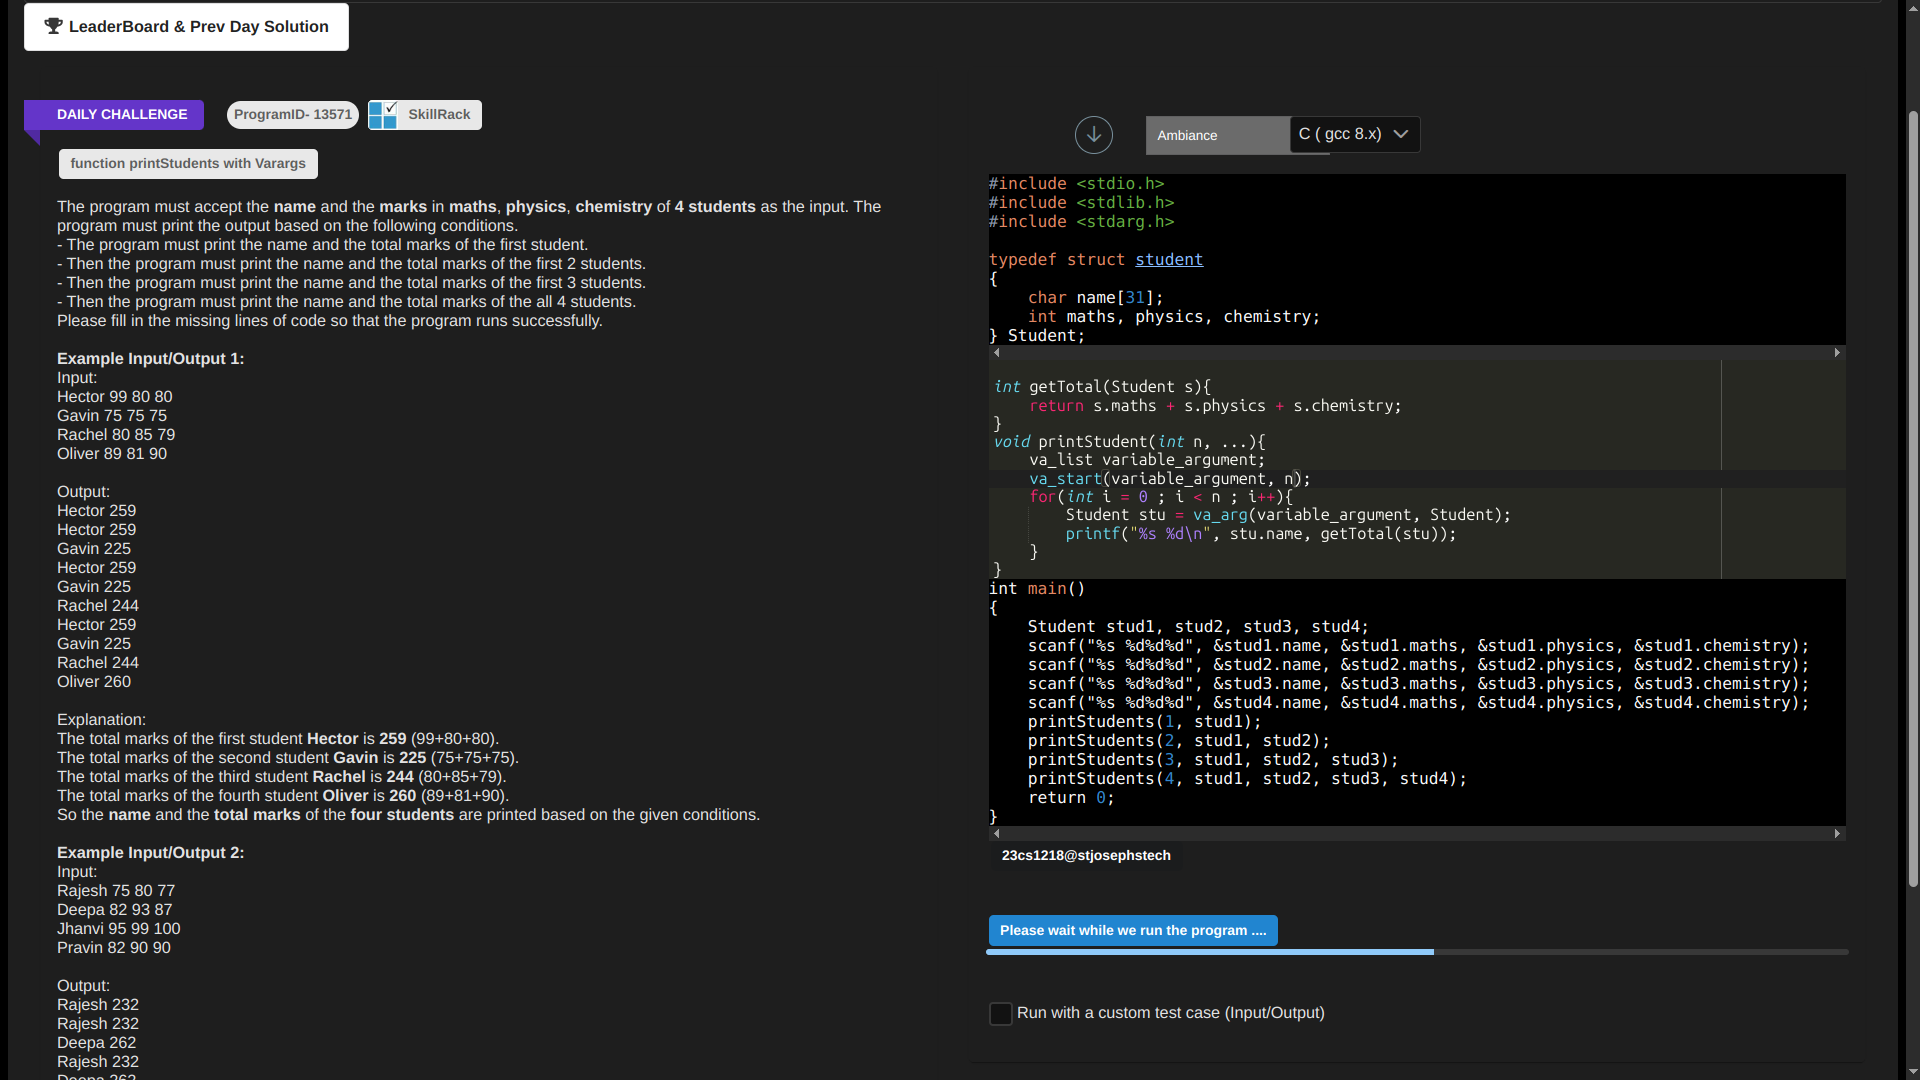 LeaderBoard & Prev Day Solution
DAILY CHALLENGE
ProgramID- 13571
SkillRack
function printStudents with Varargs
The program must accept the name and the marks in maths, physics, chemistry of 4 students as the input. The
program must print the output based on the following conditions.
- The program must print the name and the total marks of the first student.
- Then the program must print the name and the total marks of the first 2 students.
- Then the program must print the name and the total marks of the first 3 students.
- Then the program must print the name and the total marks of the all 4 students.
Please fill in the missing lines of code so that the program runs successfully.
Example Input/Output 1:
Input:
Hector 99 80 80
Gavin 75 75 75
Rachel 80 85 79
Oliver 89 81 90
Output:
Hector 259
Hector 259
Gavin 225
Hector 259
Gavin 225
Rachel 244
Hector 259
Gavin 225
Rachel 244
Oliver 260
Explanation:
The total marks of the first student Hector is 259 (99+80+80).
The total marks of the second student Gavin is 225 (75+75+75).
The total marks of the third student Rachel is 244 (80+85+79).
The total marks of the fourth student Oliver is 260 (89+81+90).
So the name and the total marks of the four students are printed based on the given conditions.
Example Input/Output 2:
Input:
Rajesh 75 80 77
Deepa 82 93 87
Jhanvi 95 99 100
Pravin 82 90 90
Output:
Rajesh 232
Rajesh 232
Deepa 262
Rajesh 232
Deepa 262
Ambiance
C ( gcc 8.x)
#include <stdio.h>
#include <stdlib.h>
#include <stdarg.h>
typedef struct student
{
    char name[31];
    int maths, physics, chemistry;
} Student;
int getTotal(Student s){
    return s.maths + s.physics + s.chemistry;
}
void printStudent(int n, ...){
    va_list variable_argument;
    va_start(variable_argument, n);
    for(int i = 0 ; i < n ; i++){
        Student stu = va_arg(variable_argument, Student);
        printf("%s %d\n", stu.name, getTotal(stu));
    }
}
int main()
{
    Student stud1, stud2, stud3, stud4;
    scanf("%s %d%d%d", &stud1.name, &stud1.maths, &stud1.physics, &stud1.chemistry);
    scanf("%s %d%d%d", &stud2.name, &stud2.maths, &stud2.physics, &stud2.chemistry);
    scanf("%s %d%d%d", &stud3.name, &stud3.maths, &stud3.physics, &stud3.chemistry);
    scanf("%s %d%d%d", &stud4.name, &stud4.maths, &stud4.physics, &stud4.chemistry);
    printStudents(1, stud1);
    printStudents(2, stud1, stud2);
    printStudents(3, stud1, stud2, stud3);
    printStudents(4, stud1, stud2, stud3, stud4);
    return 0;
}
23cs1218@stjosephstech
Please wait while we run the program ....
Run with a custom test case (Input/Output)